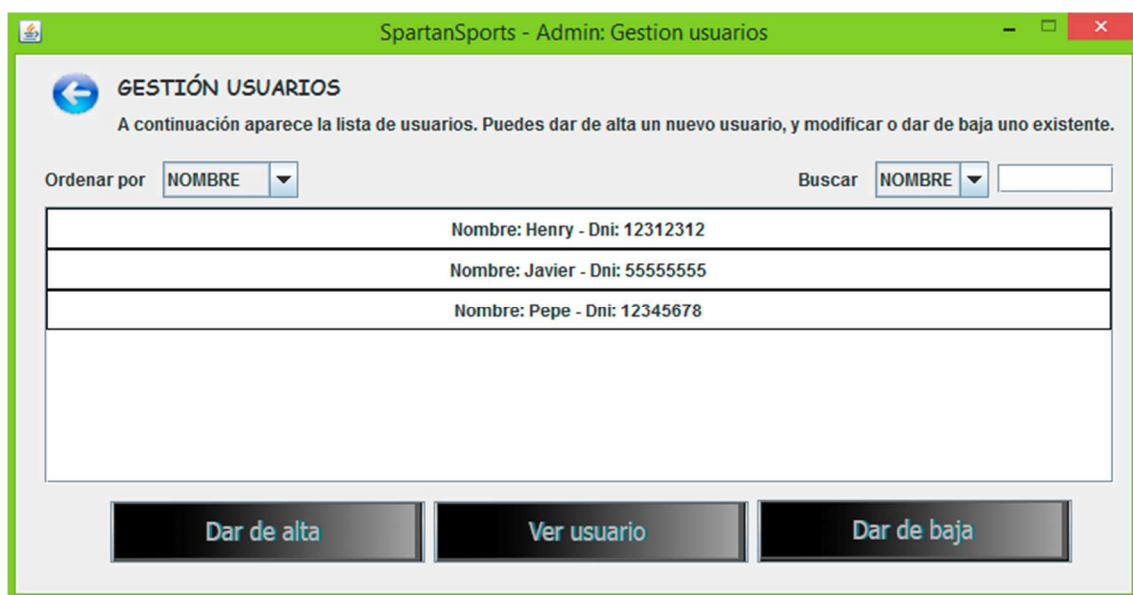 SpartanSports - Admin: Gestion usuarios
GESTIÓN USUARIOS
A continuación aparece la lista de usuarios. Puedes dar de alta un nuevo usuario, y modificar o dar de baja uno existente.
Ordenar por NOMBRE Buscar NOMBRE
Nombre: Henry - Dni: 12312312
Nombre: Javier - Dni: 55555555
Nombre: Pepe - Dni: 12345678
Dar de alta Ver usuario Dar de baja